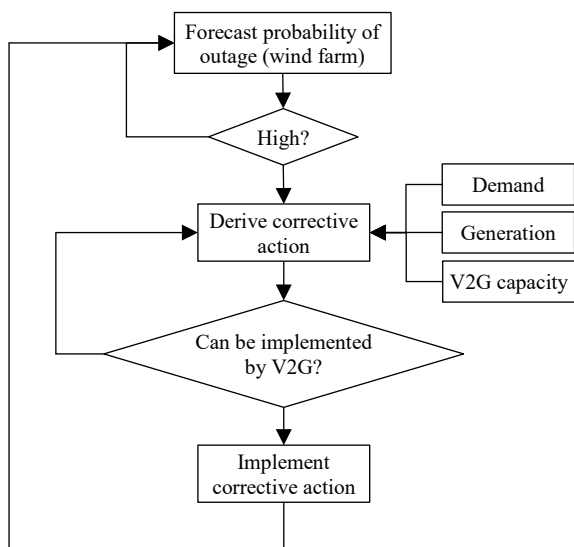 Forecast probability of
outage (wind farm)
High?
Derive corrective
action
Demand
Generation
V2G capacity
Can be implemented
by V2G?
Implement
corrective action